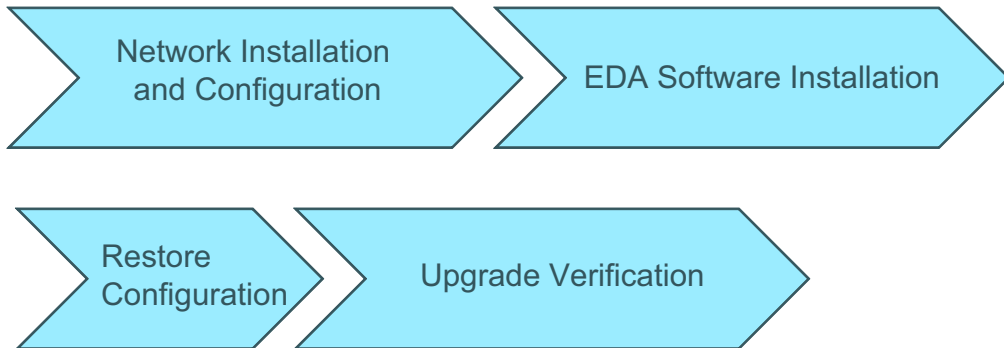 Network Installation
and Configuration
EDA Software Installation
Restore
Configuration
Upgrade Verification